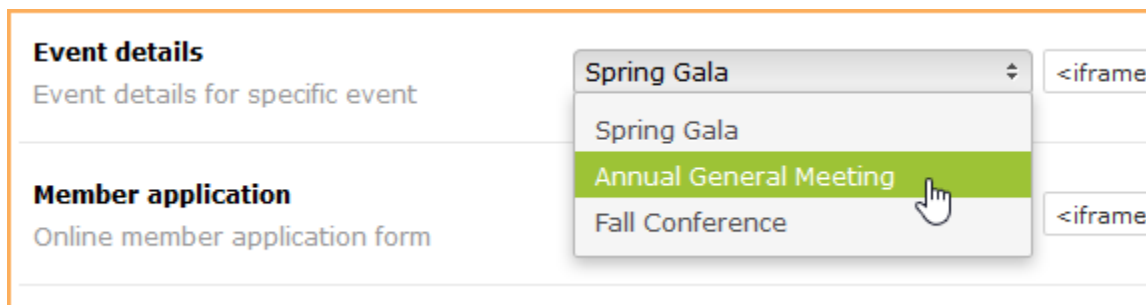 Event details
Event details for specific event
Spring Gala
<iframe
Spring Gala
Annual General Meeting
Fall Conference
Member application
Online member application form
<iframe